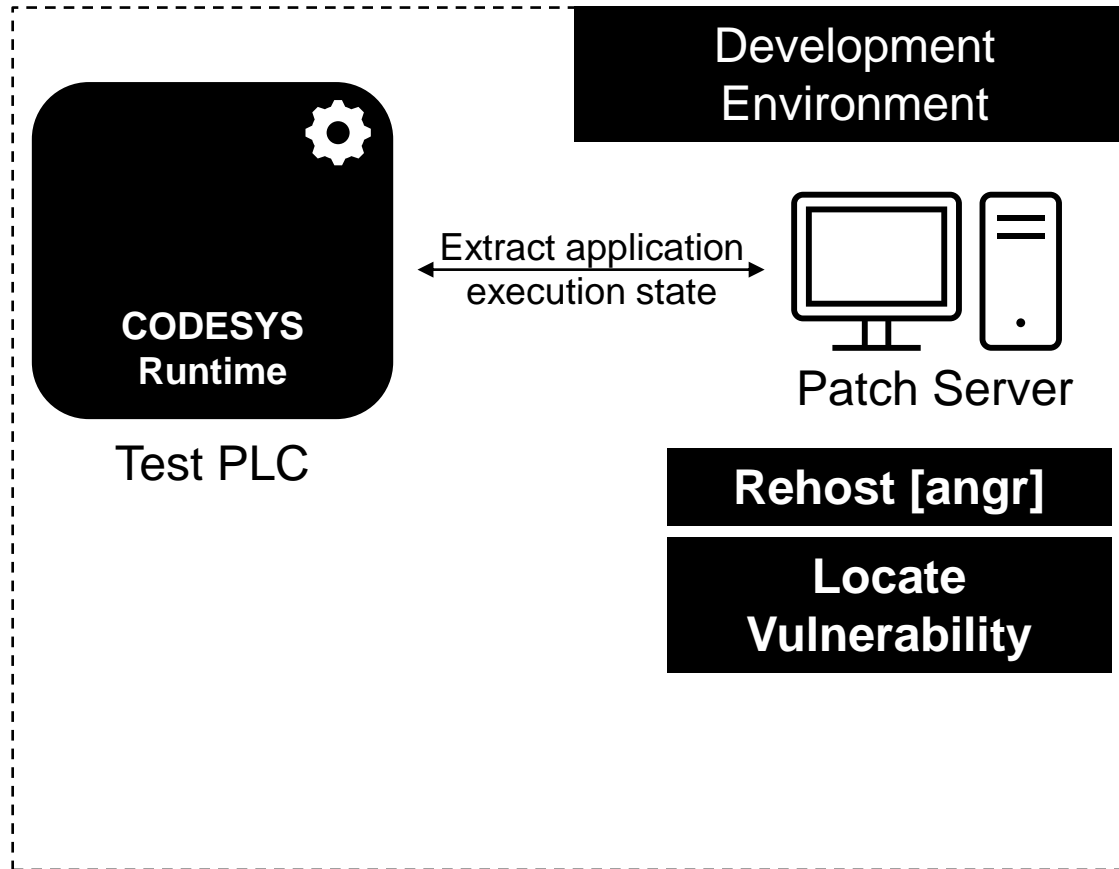 Development
Environment
Extract application
execution state
CODESYS
Runtime
Patch Server
Test PLC
Rehost [angr]
Locate
Vulnerability